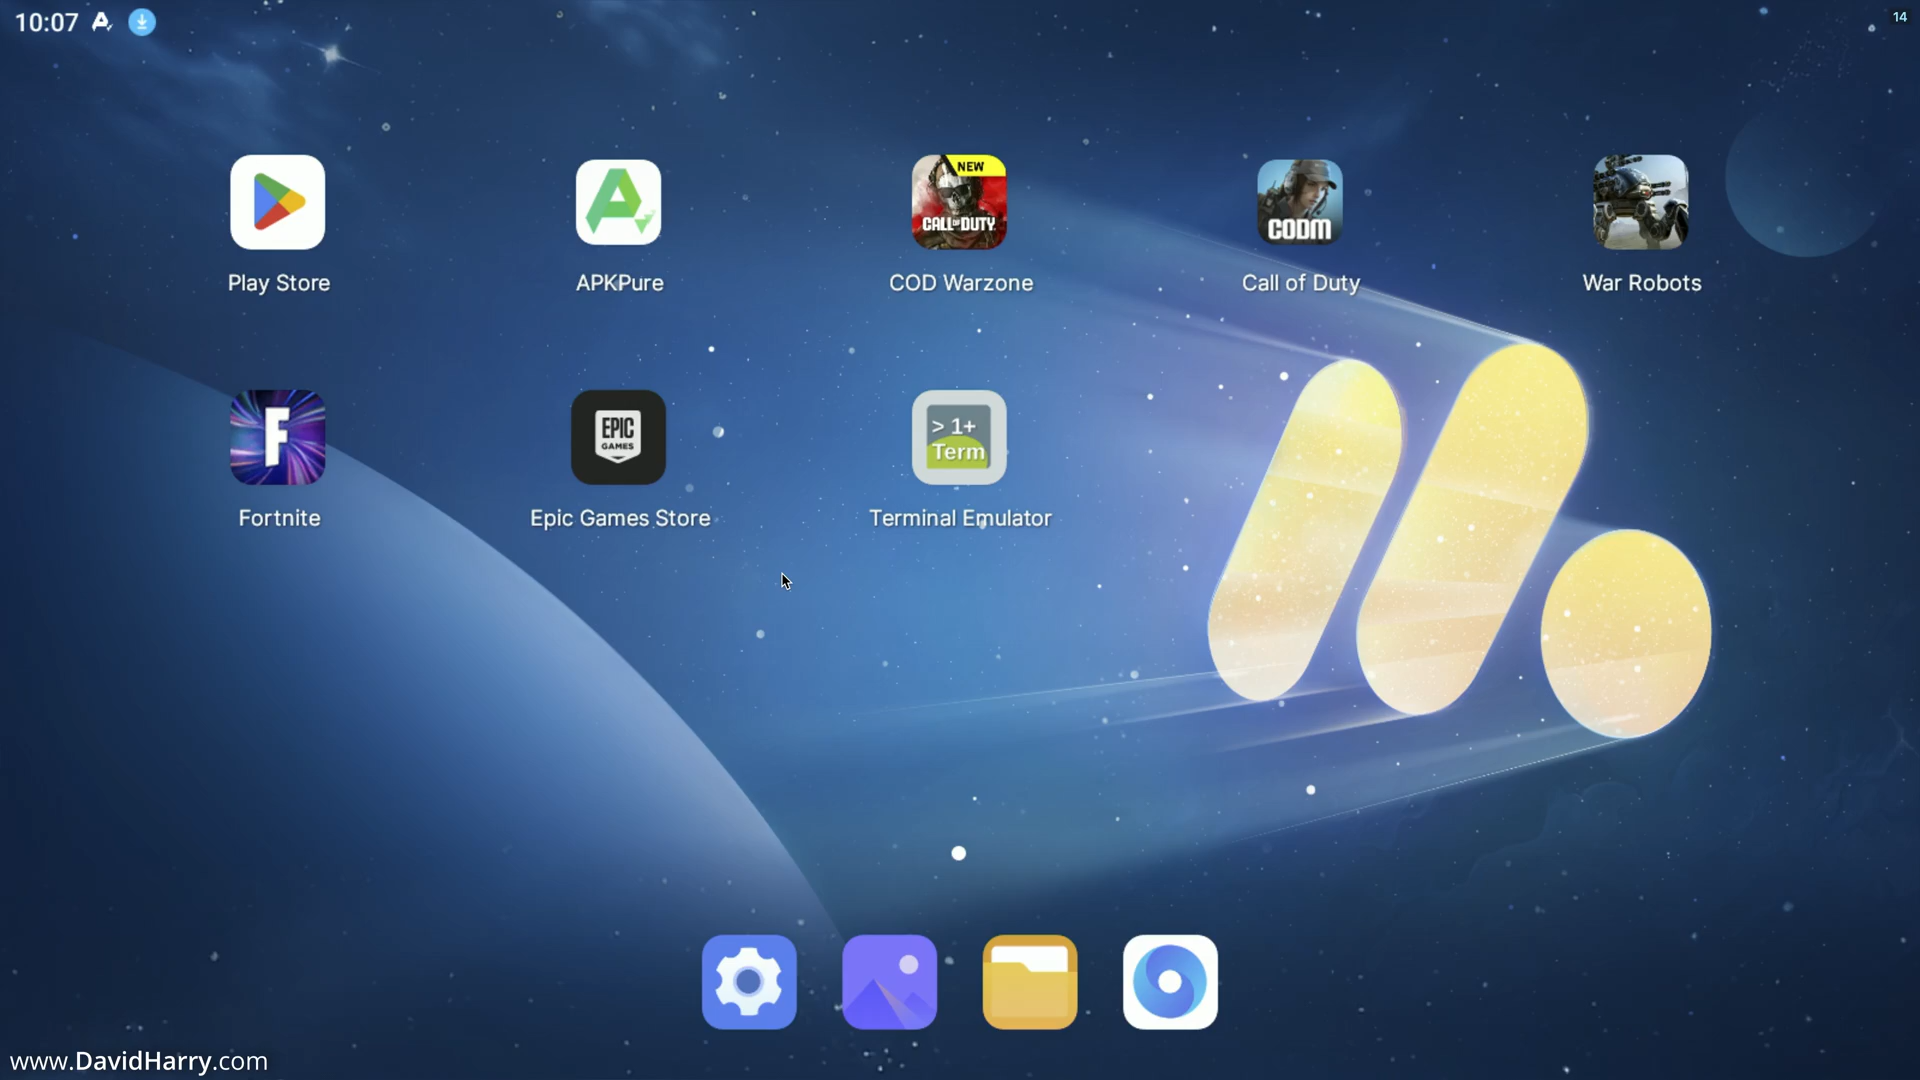 10:07
14
NEW
CALL OF DUTY
CODM
Play Store
APKPure
COD Warzone
Call of Duty
War Robots
F
EPIC
GAMES
> 1+
Term
Fortnite
Epic Games Store
Terminal Emulator
www.DavidHarry.com